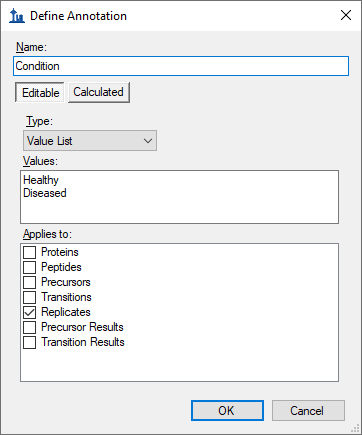 Define Annotation
Name:
Condition
Editable
Calculated
Type:
Value List
Values:
Healthy
Diseased
Applies to:
Proteins
Peptides
Precursors
Transitions
Replicates
Precursor Results
Transition Results
OK
Cancel